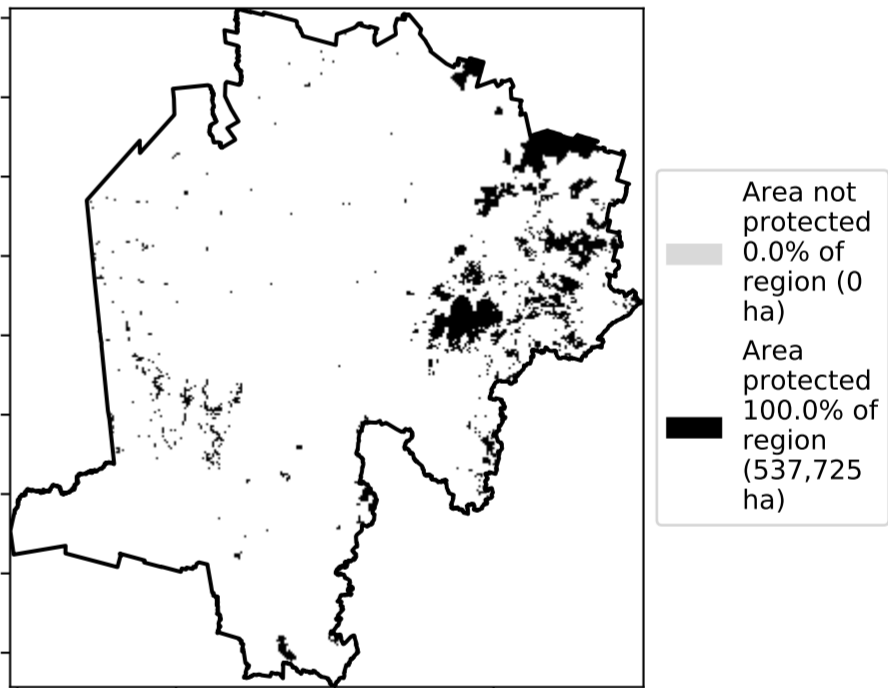 Area not
protected
0.0% of
region (0
ha)
Area
protected
100.0% of
region
(537,725
ha)